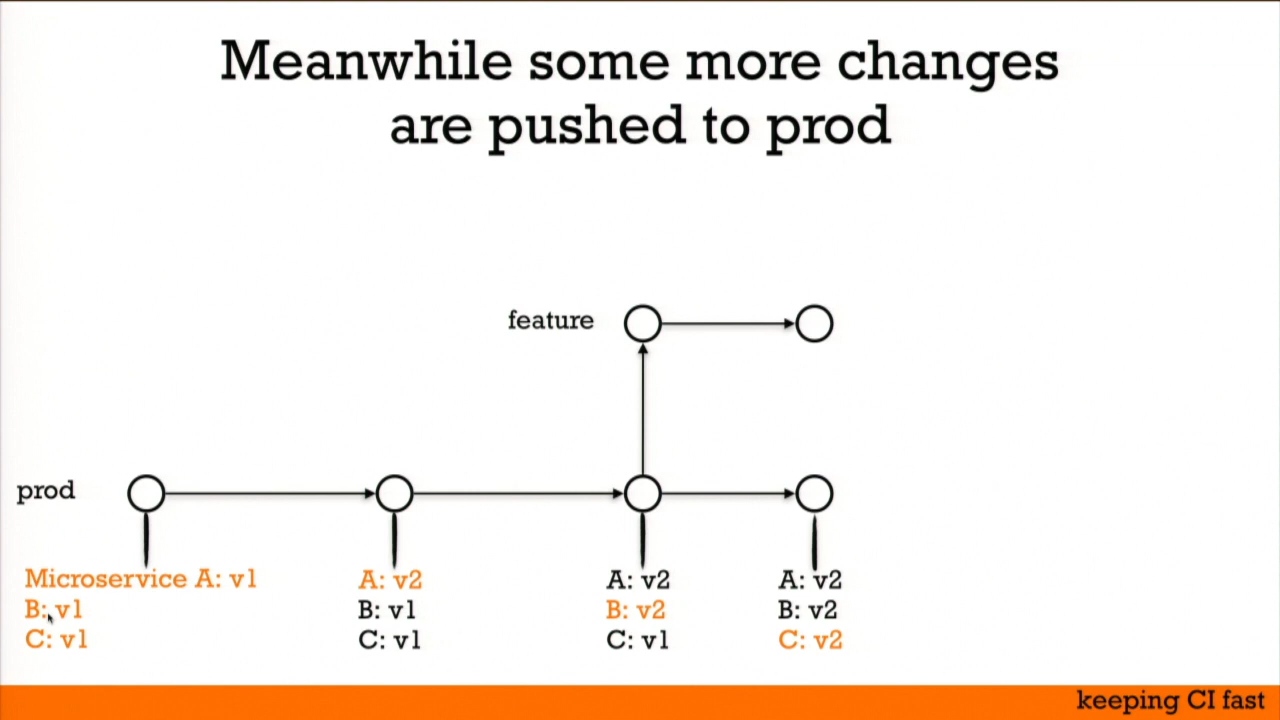 Meanwhile some more changes
are pushed to prod
feature
prod
Microservice A: v1
B: v1
C: v1
A: v2
B: v1
C: v1
A: v2
B: v2
C: v1
A: v2
B: v2
C: v2
keeping CI fast